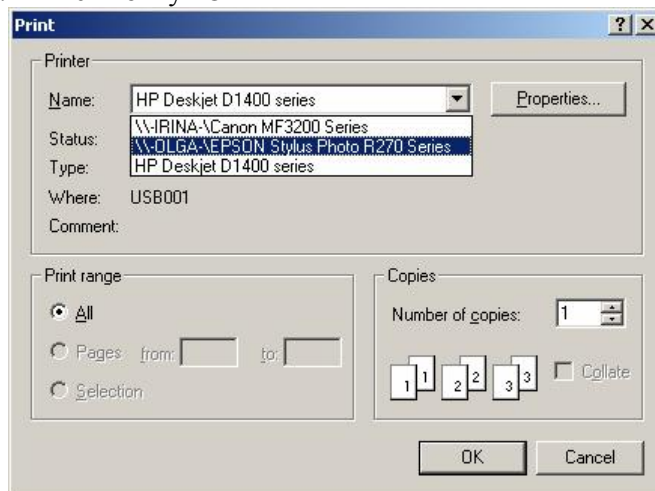 Print
Printer
Name: HP Deskjet D1400 series Properties...
\\-IRINA-\Canon MF3200 Series
Status:
\\-OLGA-\EPSON Stylus Photo R270 Series
Type: HP Deskjet D1400 series
Where: USB001
Comment:
Print range
All
Pages from: to:
Selection
Copies
Number of copies: 1
1 1 2 2 3 3 Collate
OK Cancel